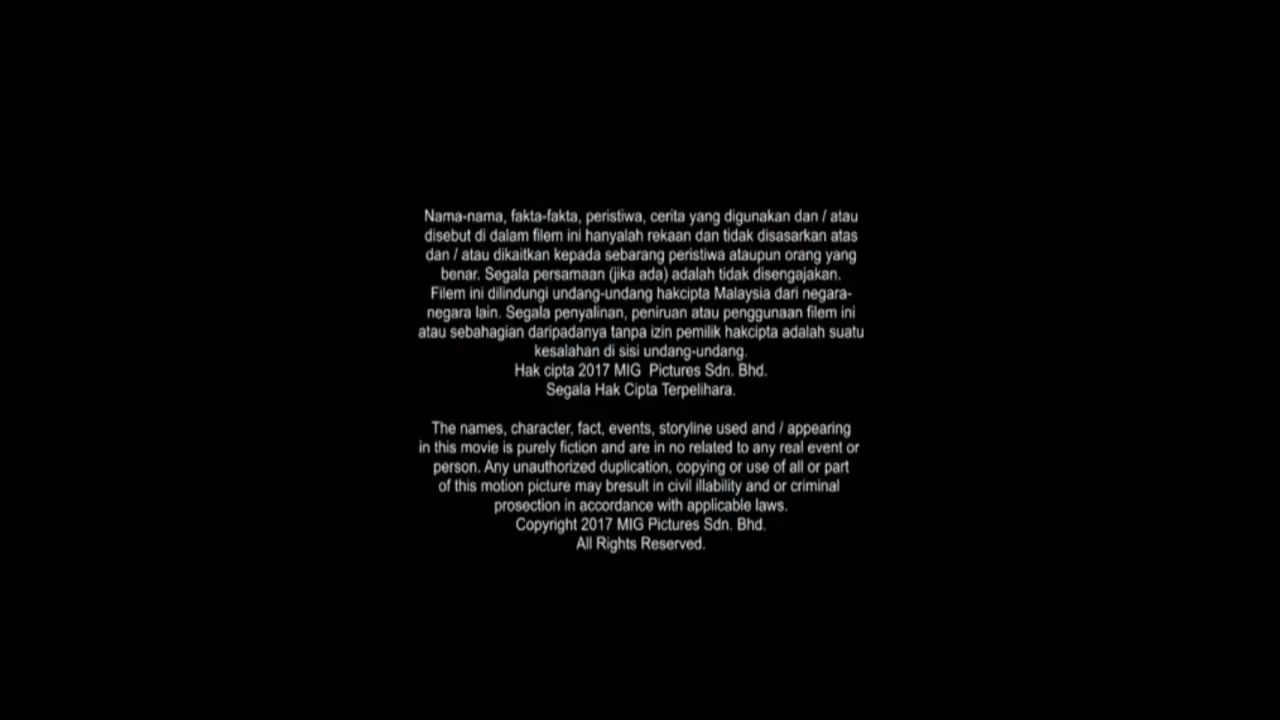 Nama-nama, fakta-fakta, peristiwa, cerita yang digunakan dan / atau
disebut di dalam filem ini hanyalah rekaan dan tidak disasarkan atas
dan / atau dikaitkan kepada sebarang peristiwa ataupun orang yang
benar. Segala persamaan (jika ada) adalah tidak disengajakan.
Filem ini dilindungi undang-undang hakcipta Malaysia dari negara-
negara lain. Segala penyalinan, peniruan atau penggunaan filem ini
atau sebahagian daripadanya tanpa izin pemilik hakcipta adalah suatu
kesalahan di sisi undang-undang.
Hak cipta 2017 MIG Pictures Sdn. Bhd.
Segala Hak Cipta Terpelihara.
The names, character, fact, events, storyline used and / appearing
in this movie is purely fiction and are in no related to any real event or
person. Any unauthorized duplication, copying or use of all or part
of this motion picture may bresult in civil illability and or criminal
prosection in accordance with applicable laws.
Copyright 2017 MIG Pictures Sdn. Bhd.
All Rights Reserved.